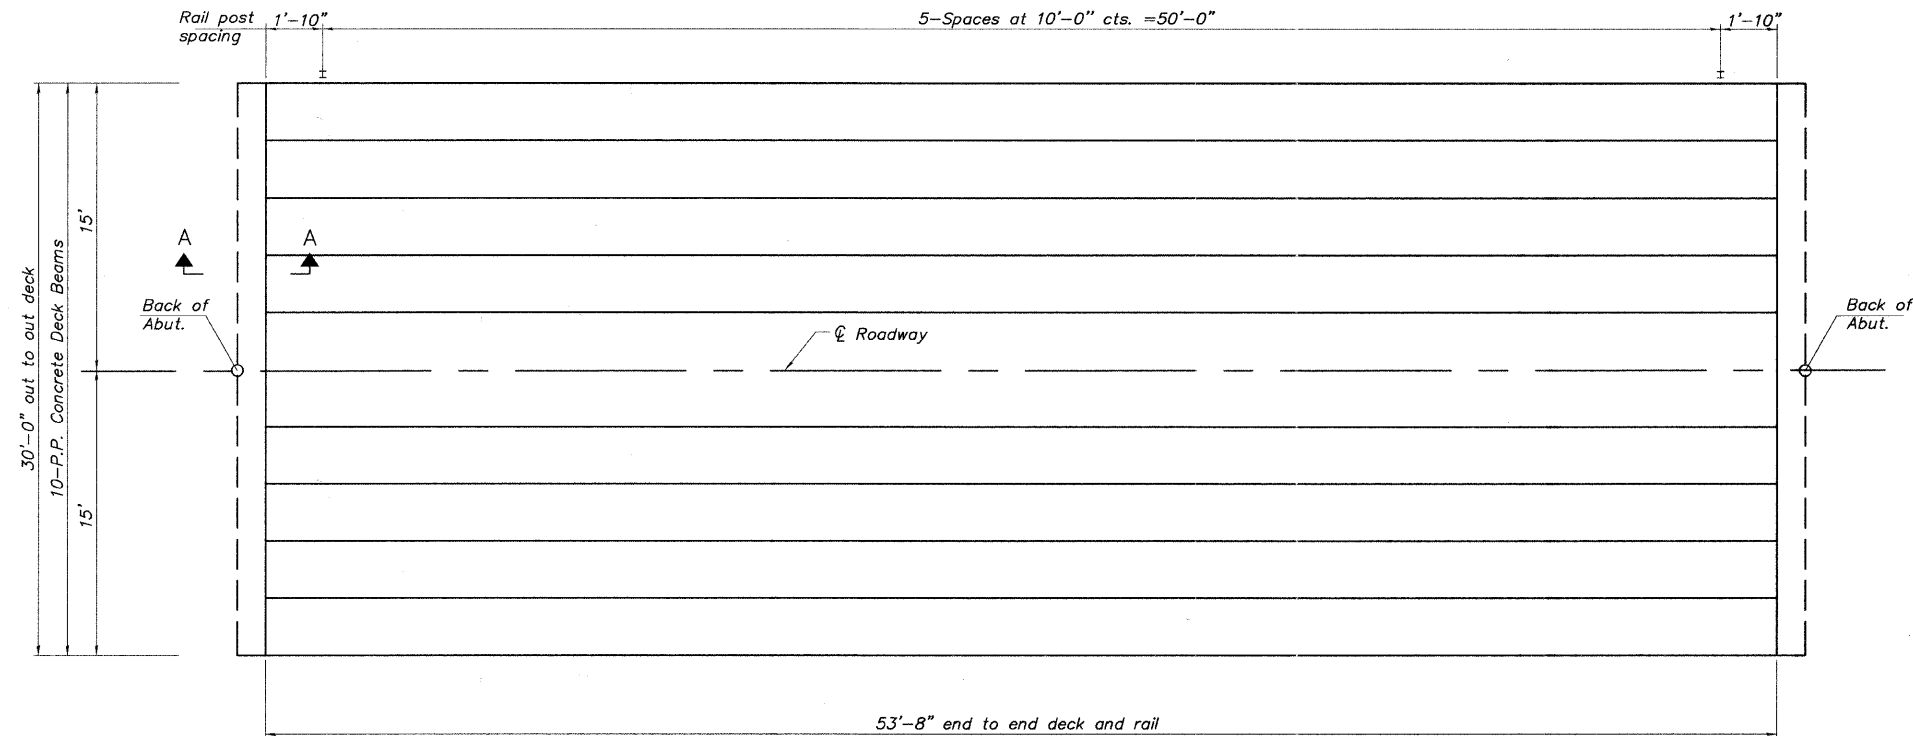 Rail post
spacing
1'-10"
5-Spaces at 10'-0" cts. =50'-0"
1'-10"
30'-0" out to out deck
10-P.P. Concrete Deck Beams
15'
15'
A
A
Back of
Abut.
℄ Roadway
Back of
Abut.
53'-8" end to end deck and rail